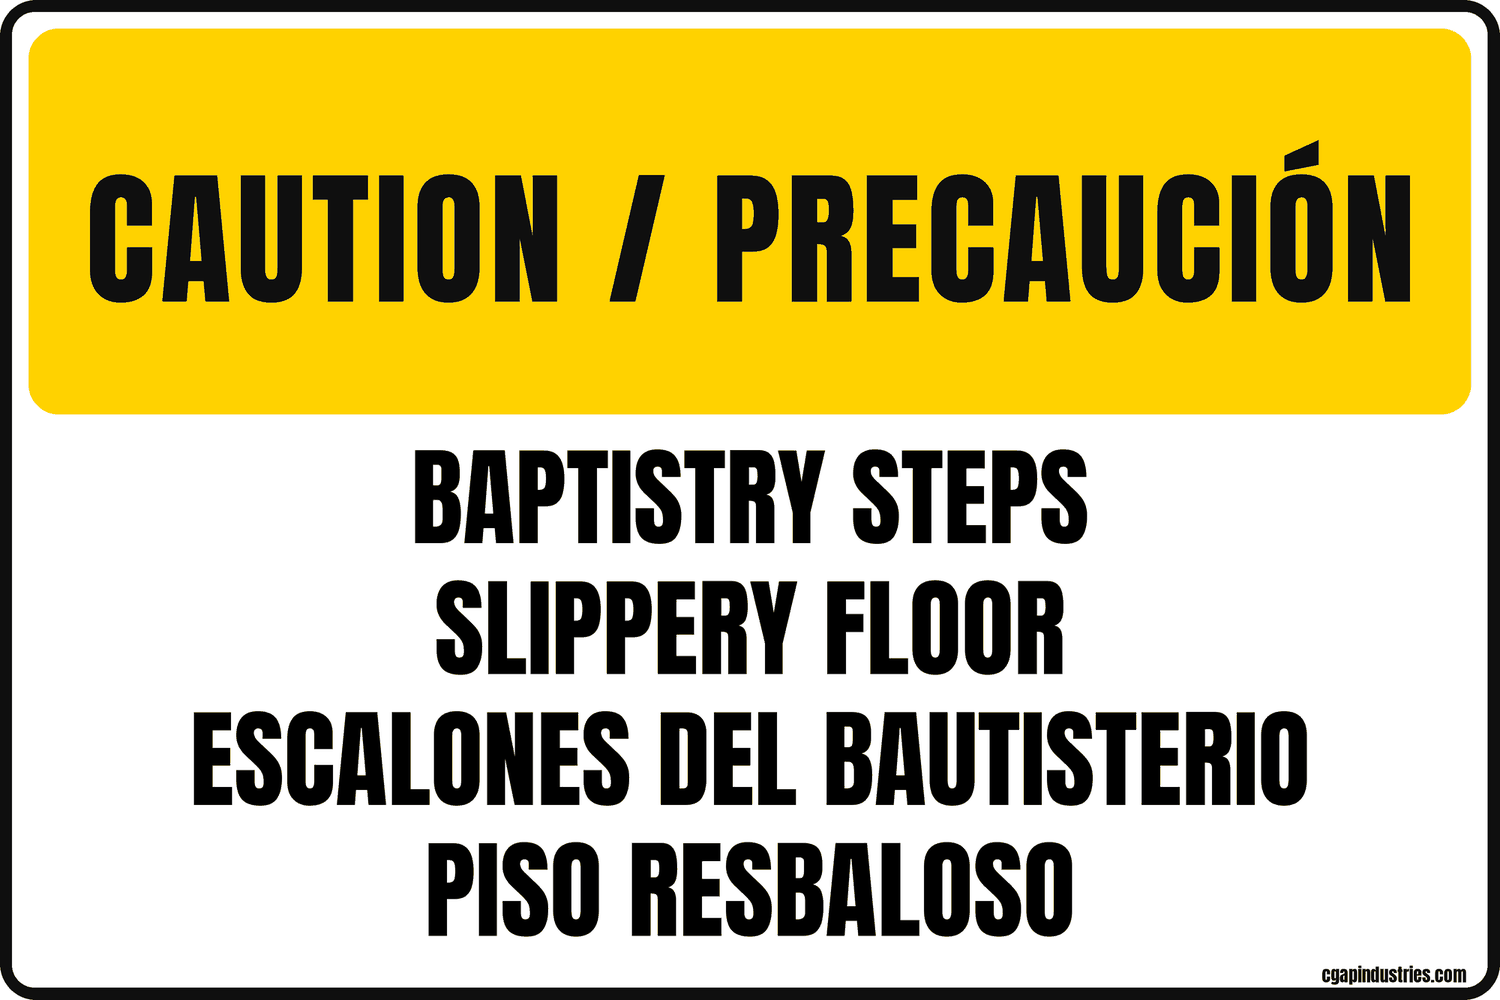 CAUTION / PRECAUCIÓN
BAPTISTRY STEPS
SLIPPERY FLOOR
ESCALONES DEL BAUTISTERIO
PISO RESBALOSO
cgapindustries.com